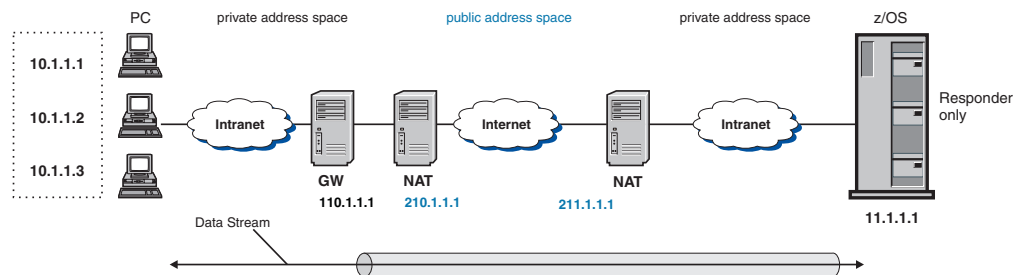 PC
private address space
public address space
private address space
z/OS
10.1.1.1
10.1.1.2
10.1.1.3
Intranet
Internet
Intranet
Responder
only
GW
NAT
NAT
110.1.1.1
210.1.1.1
211.1.1.1
11.1.1.1
Data Stream